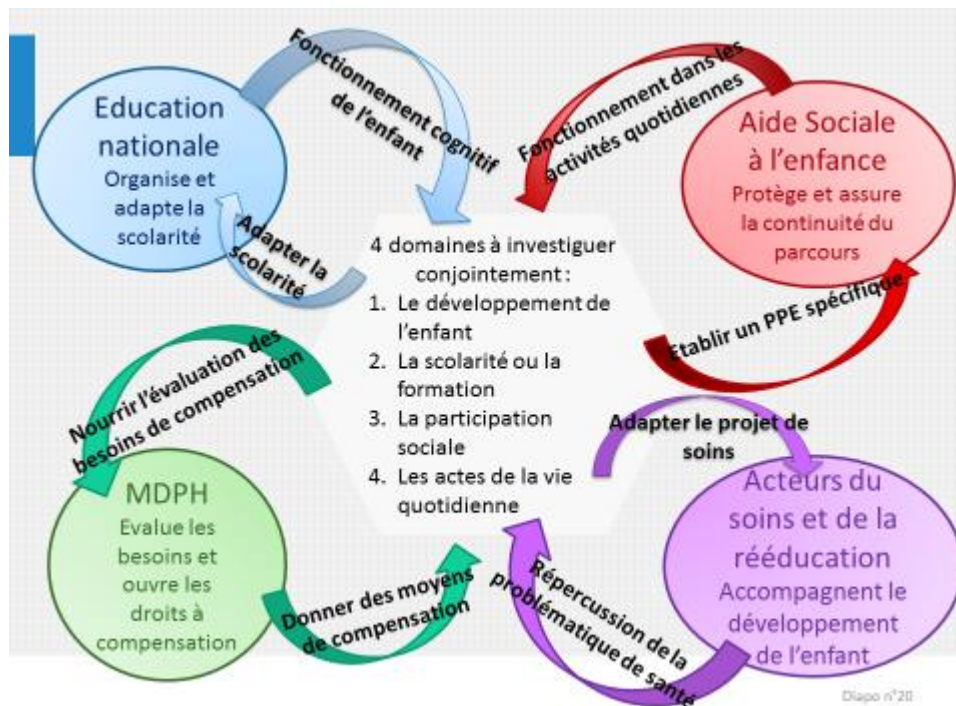 Education
nationale
Organise et
adapte la
scolarité
Fonctionnement cognitif
de l'enfant
Adapter la
scolarité
Fonctionnement dans les
activités quotidiennes
Aide Sociale
à l'enfance
Protège et assure
la continuité du
parcours
Etablir un PPE spécifique
4 domaines à investiguer
conjointement :
1. Le développement de
l'enfant
2. La scolarité ou la
formation
3. La participation
sociale
4. Les actes de la vie
quotidienne
Nourrir l'évaluation des
besoins de compensation
MDPH
Evalue les
besoins et
ouvre les
droits à
compensation
Donner des moyens
de compensation
Adapter le projet de
soins
Acteurs du
soins et de la
rééducation
Accompagnent le
développement
de l'enfant
Répercussion de la
problématique de santé
Diapo n°20